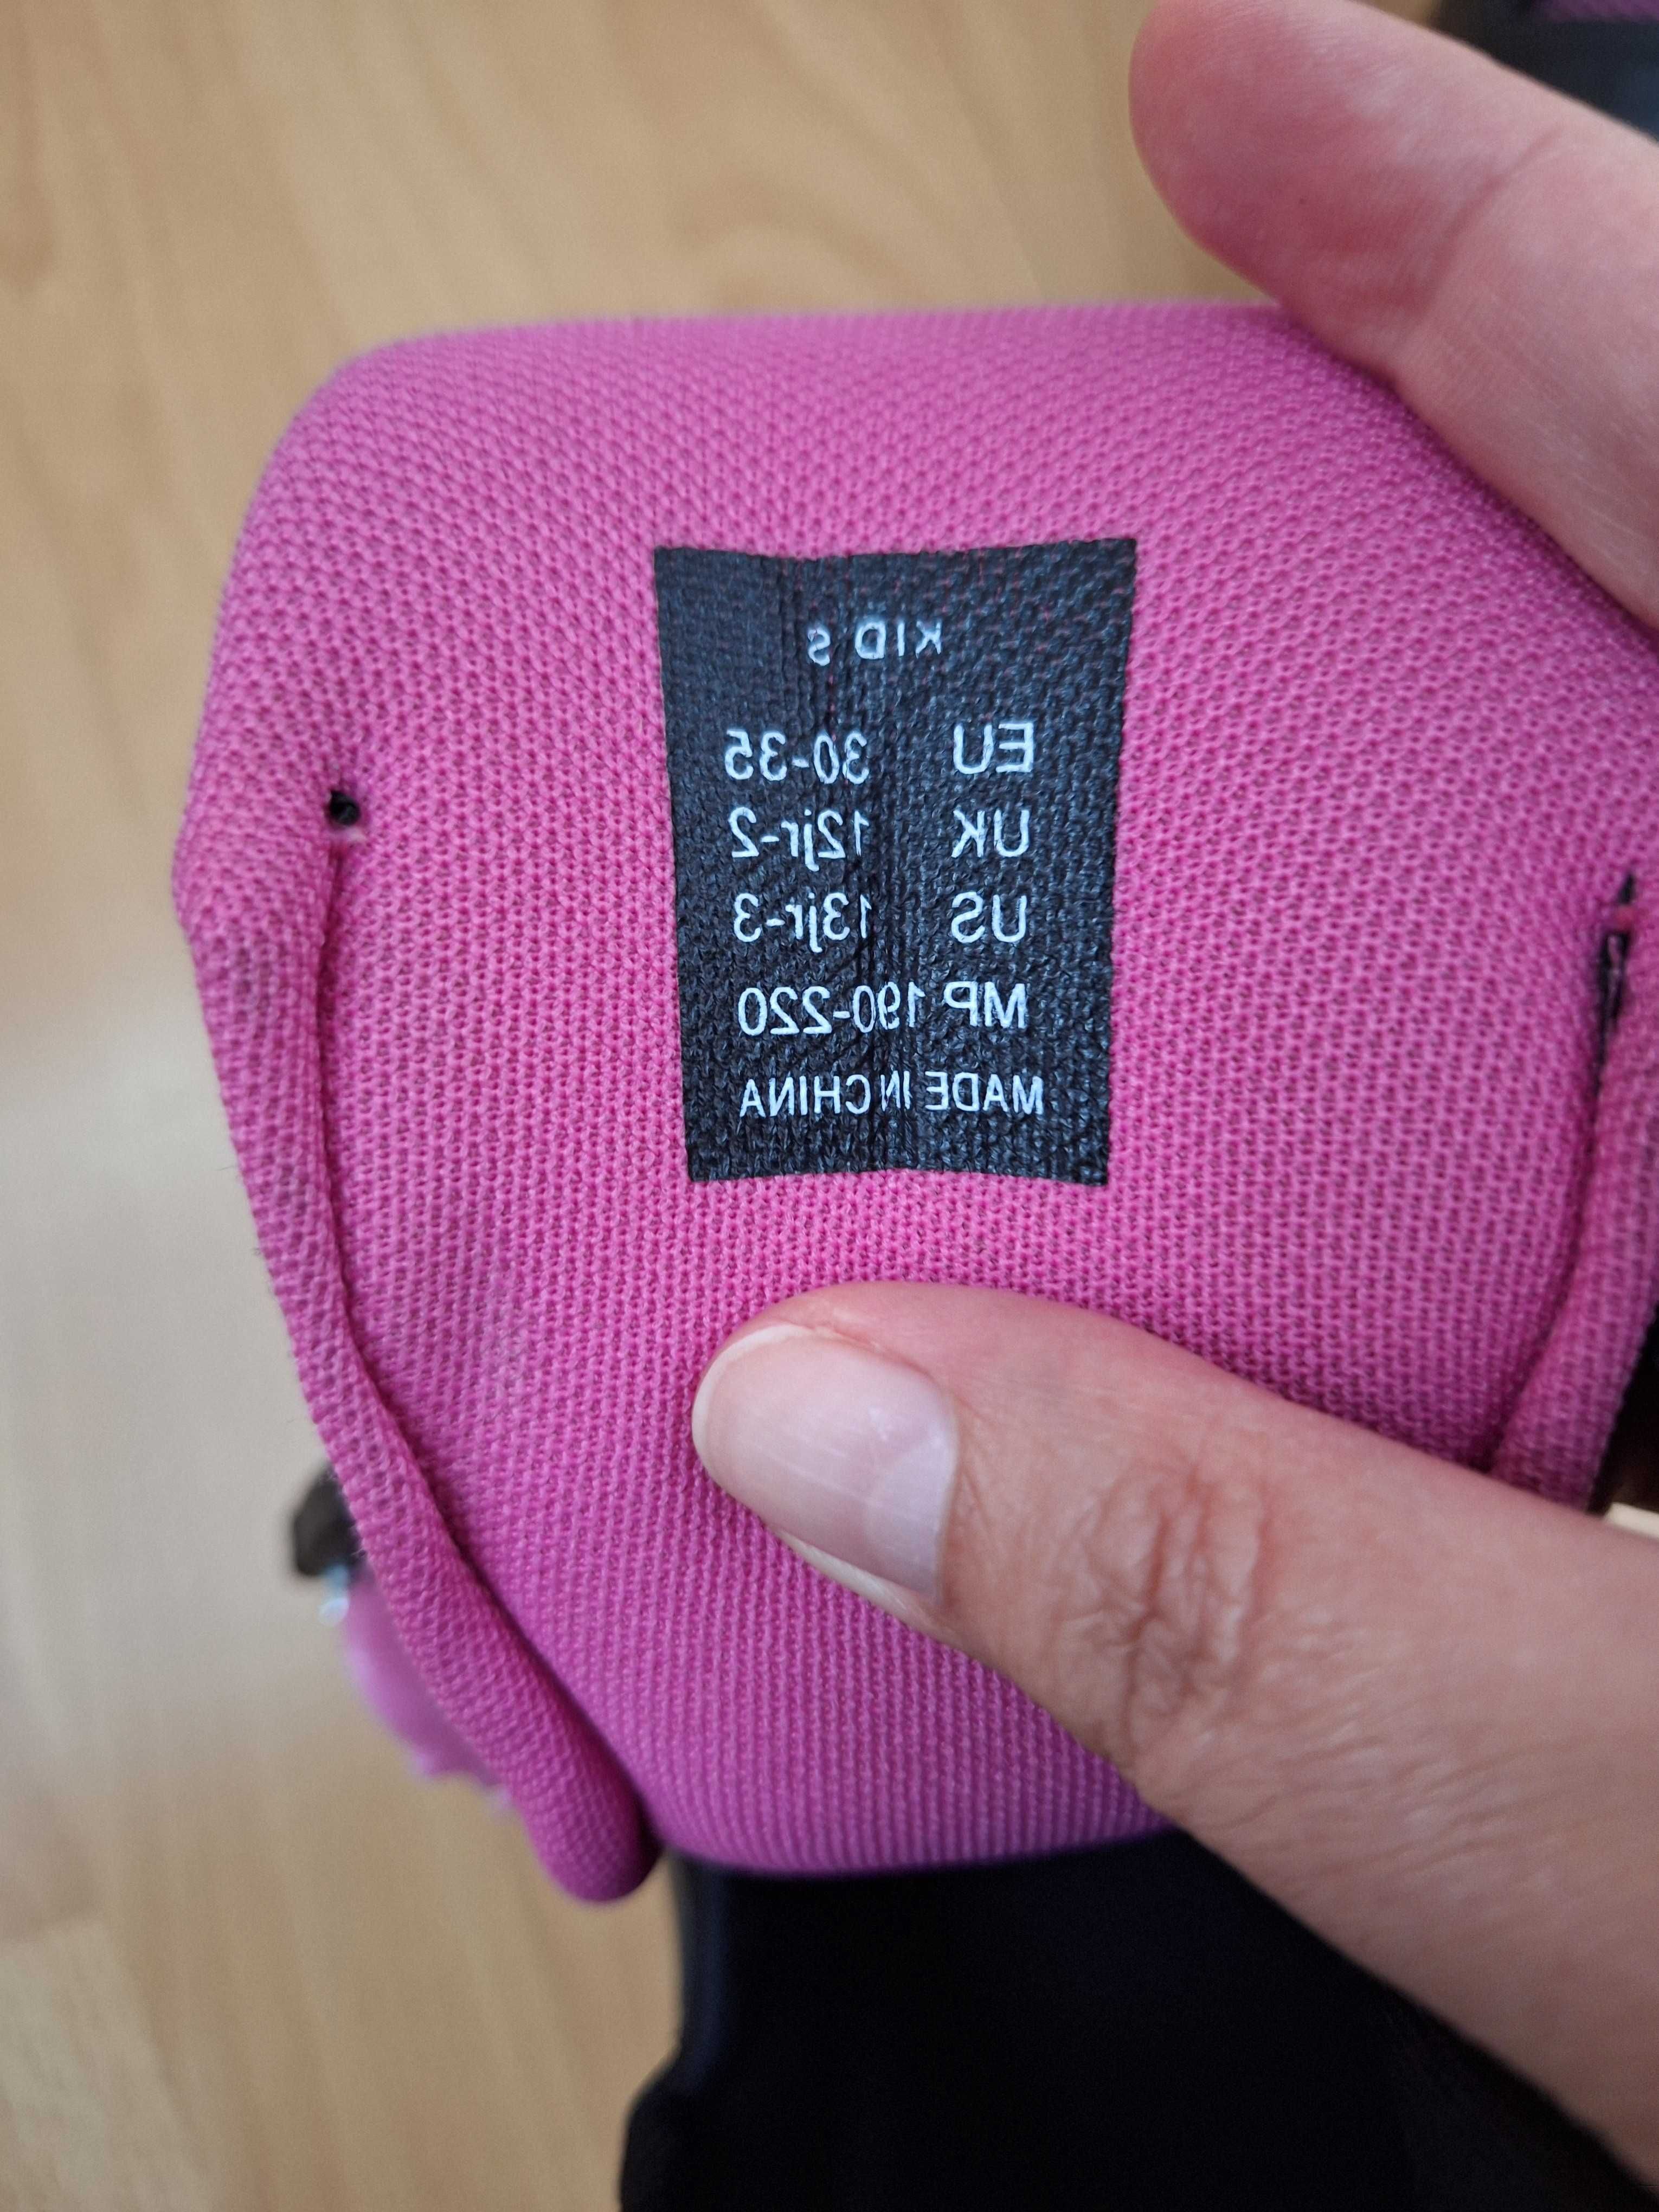 KID s
EU 30-35
UK 12jr-2
US 13jr-3
MP 190-220
MADE IN CHINA